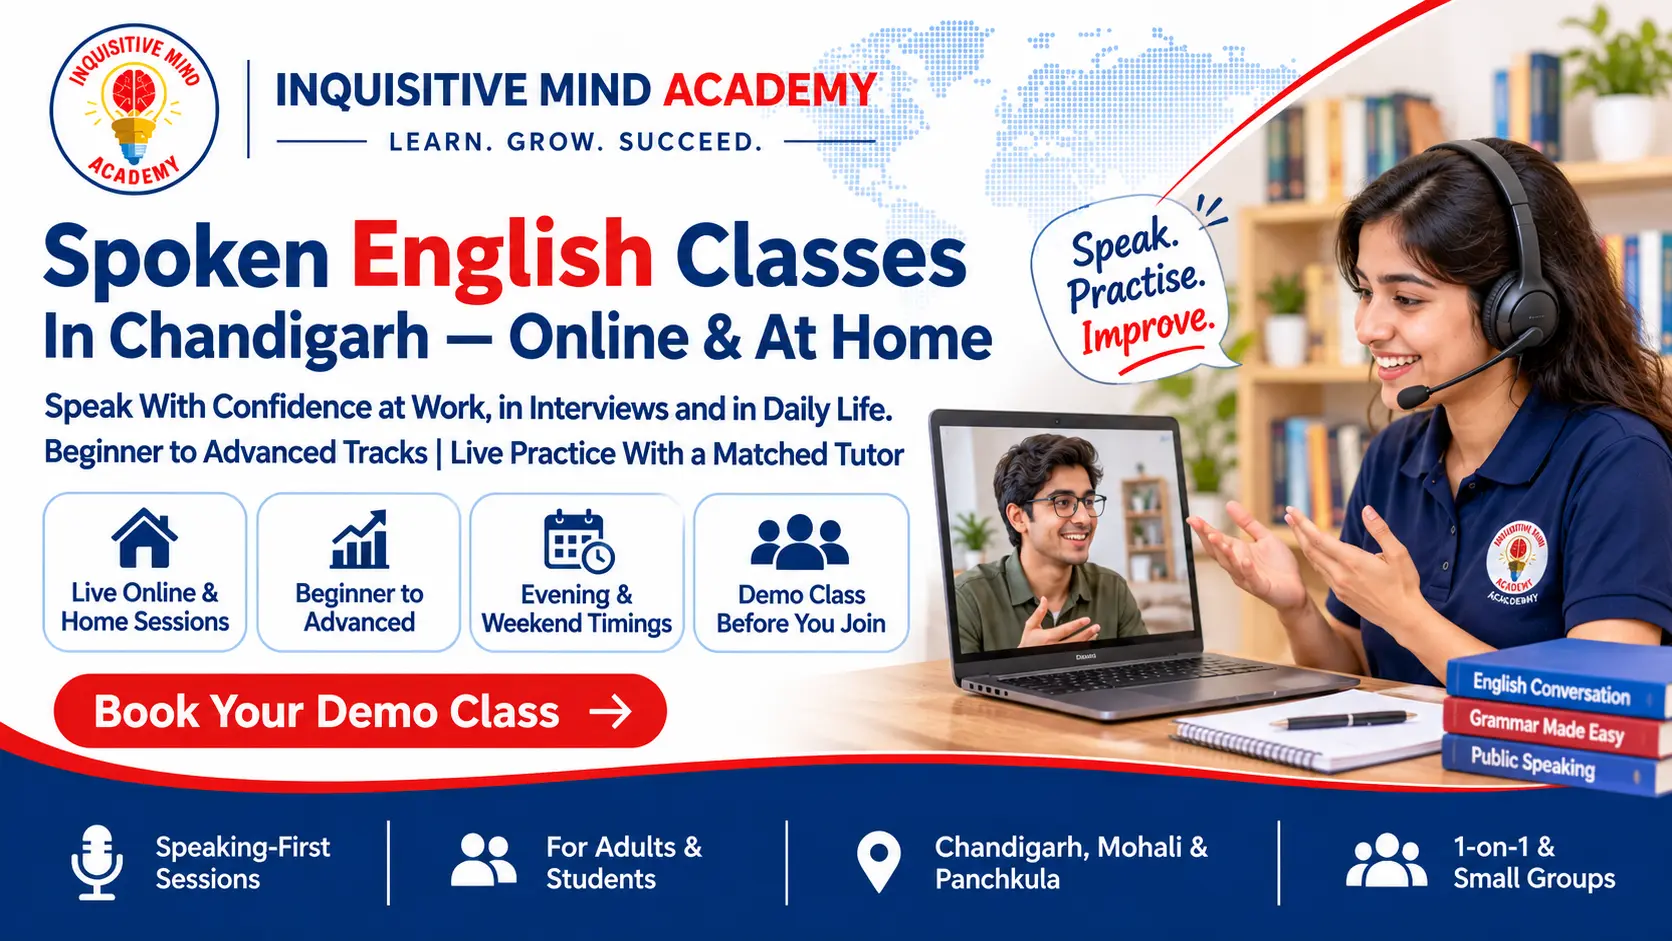 INQUISITIVE MIND
ACADEMY
INQUISITIVE MIND ACADEMY
LEARN. GROW. SUCCEED.
Spoken English Classes
In Chandigarh — Online & At Home
Speak With Confidence at Work, in Interviews and in Daily Life.
Beginner to Advanced Tracks | Live Practice With a Matched Tutor
Live Online &
Home Sessions
Beginner to
Advanced
Evening &
Weekend Timings
Demo Class
Before You Join
Book Your Demo Class
Speak.
Practise.
Improve.
INQUISITIVE MIND
ACADEMY
English Conversation
Grammar Made Easy
Public Speaking
Speaking-First
Sessions
For Adults &
Students
Chandigarh, Mohali &
Panchkula
1-on-1 &
Small Groups